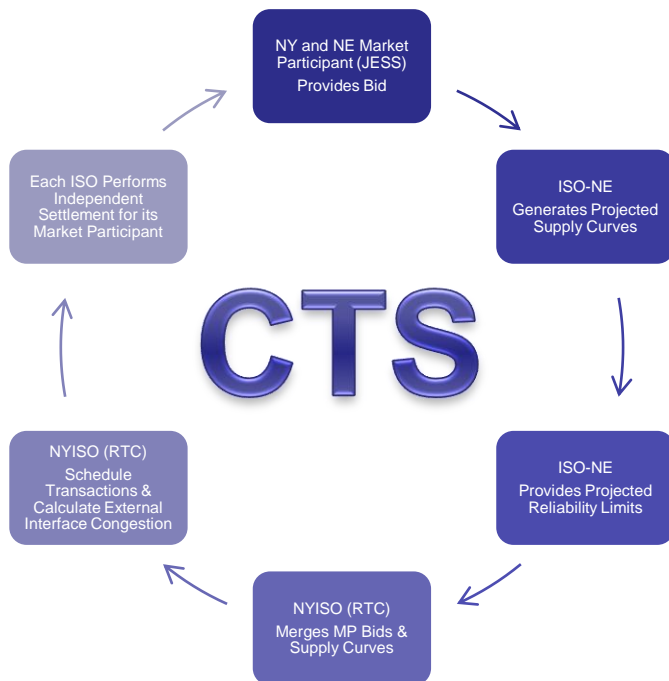 NY and NE Market
Participant (JESS)
Provides Bid
ISO-NE
Generates Projected
Supply Curves
ISO-NE
Provides Projected
Reliability Limits
NYISO (RTC)
Merges MP Bids &
Supply Curves
NYISO (RTC)
Schedule
Transactions &
Calculate External
Interface Congestion
Each ISO Performs
Independent
Settlement for its
Market Participant
CTS